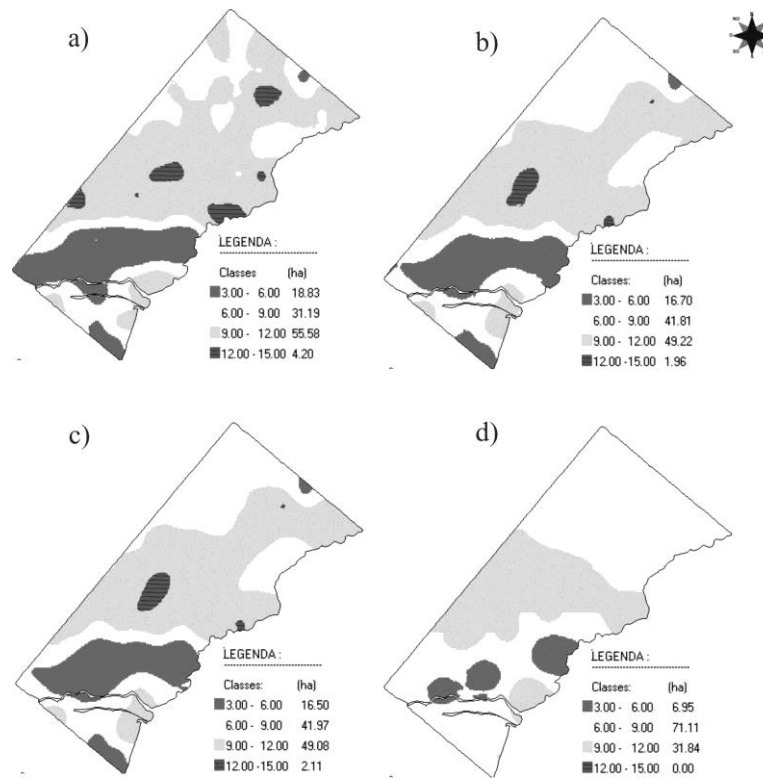 a)
LEGENDA :
Classes (ha)
3.00 - 6.00 18.83
6.00 - 9.00 31.19
9.00 - 12.00 55.58
12.00 - 15.00 4.20
b)
LEGENDA :
Classes: (ha)
3.00 - 6.00 16.70
6.00 - 9.00 41.81
9.00 - 12.00 49.22
12.00 - 15.00 1.96
c)
LEGENDA :
Classes: (ha)
3.00 - 6.00 16.50
6.00 - 9.00 41.97
9.00 - 12.00 49.08
12.00 - 15.00 2.11
d)
LEGENDA :
Classes: (ha)
3.00 - 6.00 6.95
6.00 - 9.00 71.11
9.00 - 12.00 31.84
12.00 - 15.00 0.00